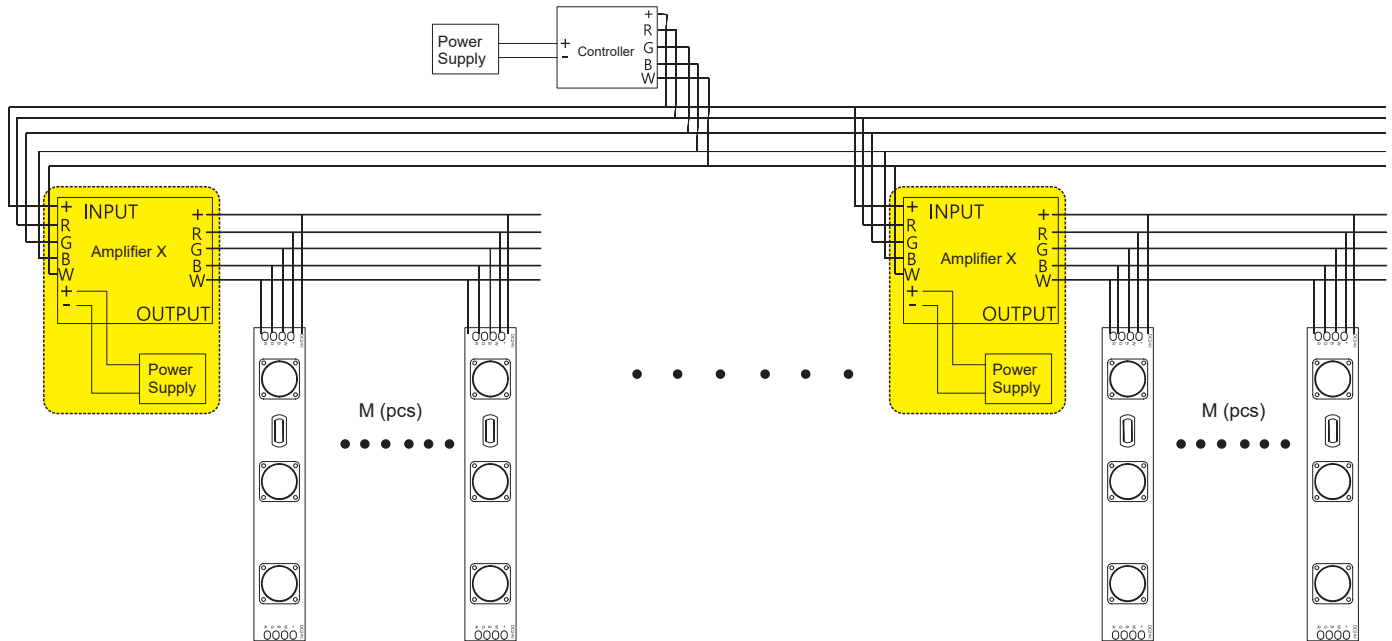 Power
Supply
+
-
Controller
+
R
G
B
W
+
R
G
B
W
INPUT
Amplifier X
+
-
+
R
G
B
W
OUTPUT
Power
Supply
+
R
G
B
W
INPUT
Amplifier X
+
-
+
R
G
B
W
OUTPUT
Power
Supply
M (pcs)
M (pcs)